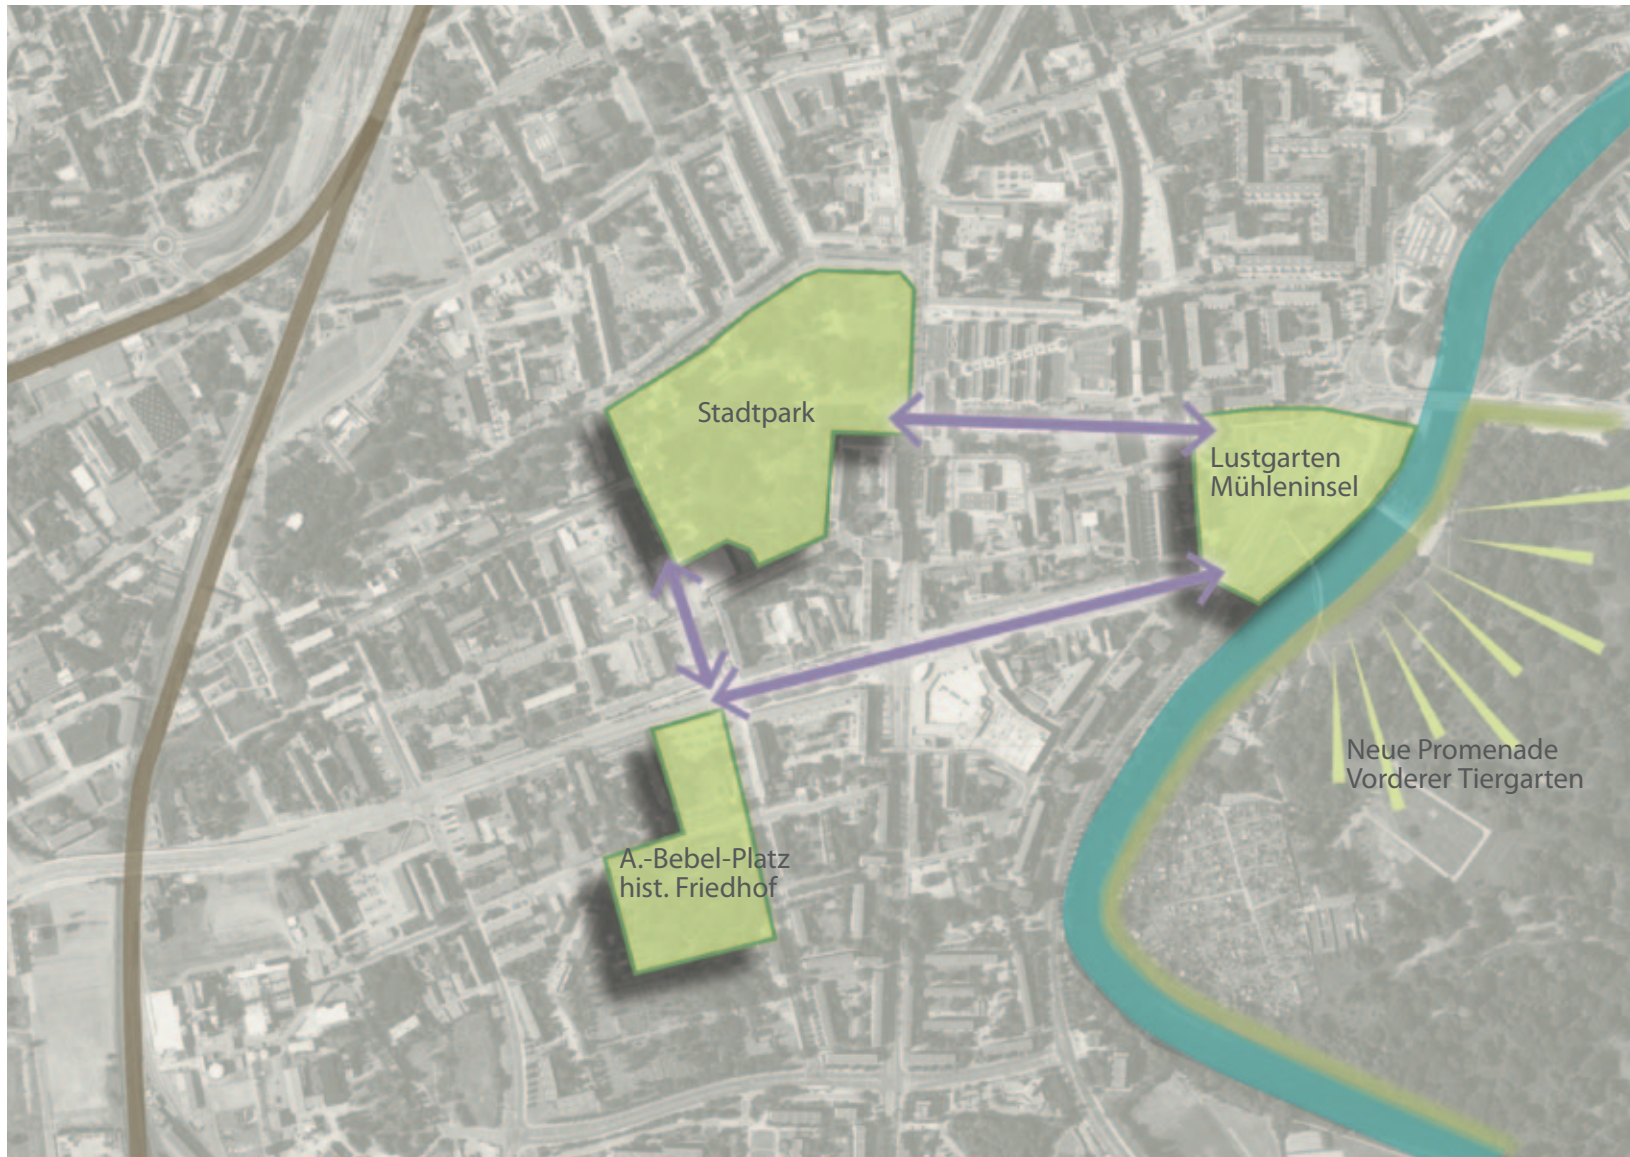 Stadtpark
Lustgarten
Mühleninsel
Neue Promenade
Vorderer Tiergarten
A.-Bebel-Platz
hist. Friedhof